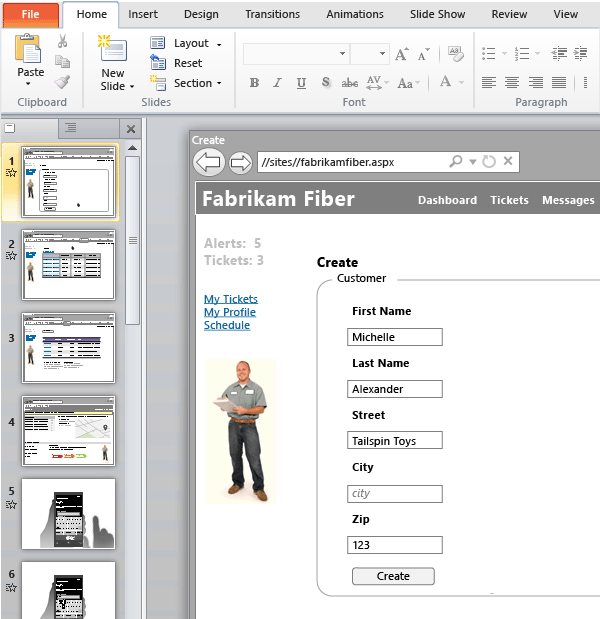 File Home Insert Design Transitions Animations Slide Show Review View
Paste
Clipboard
New
Slide
Layout
Reset
Section
Slides
B I U S abc AV Aa A
Font
Paragraph
1
2
3
4
5
6
Create
//sites//fabrikamfiber.aspx
Fabrikam Fiber Dashboard Tickets Messages
Alerts: 5
Tickets: 3
My Tickets
My Profile
Schedule
Create
Customer
First Name
Michelle
Last Name
Alexander
Street
Tailspin Toys
City
city
Zip
123
Create